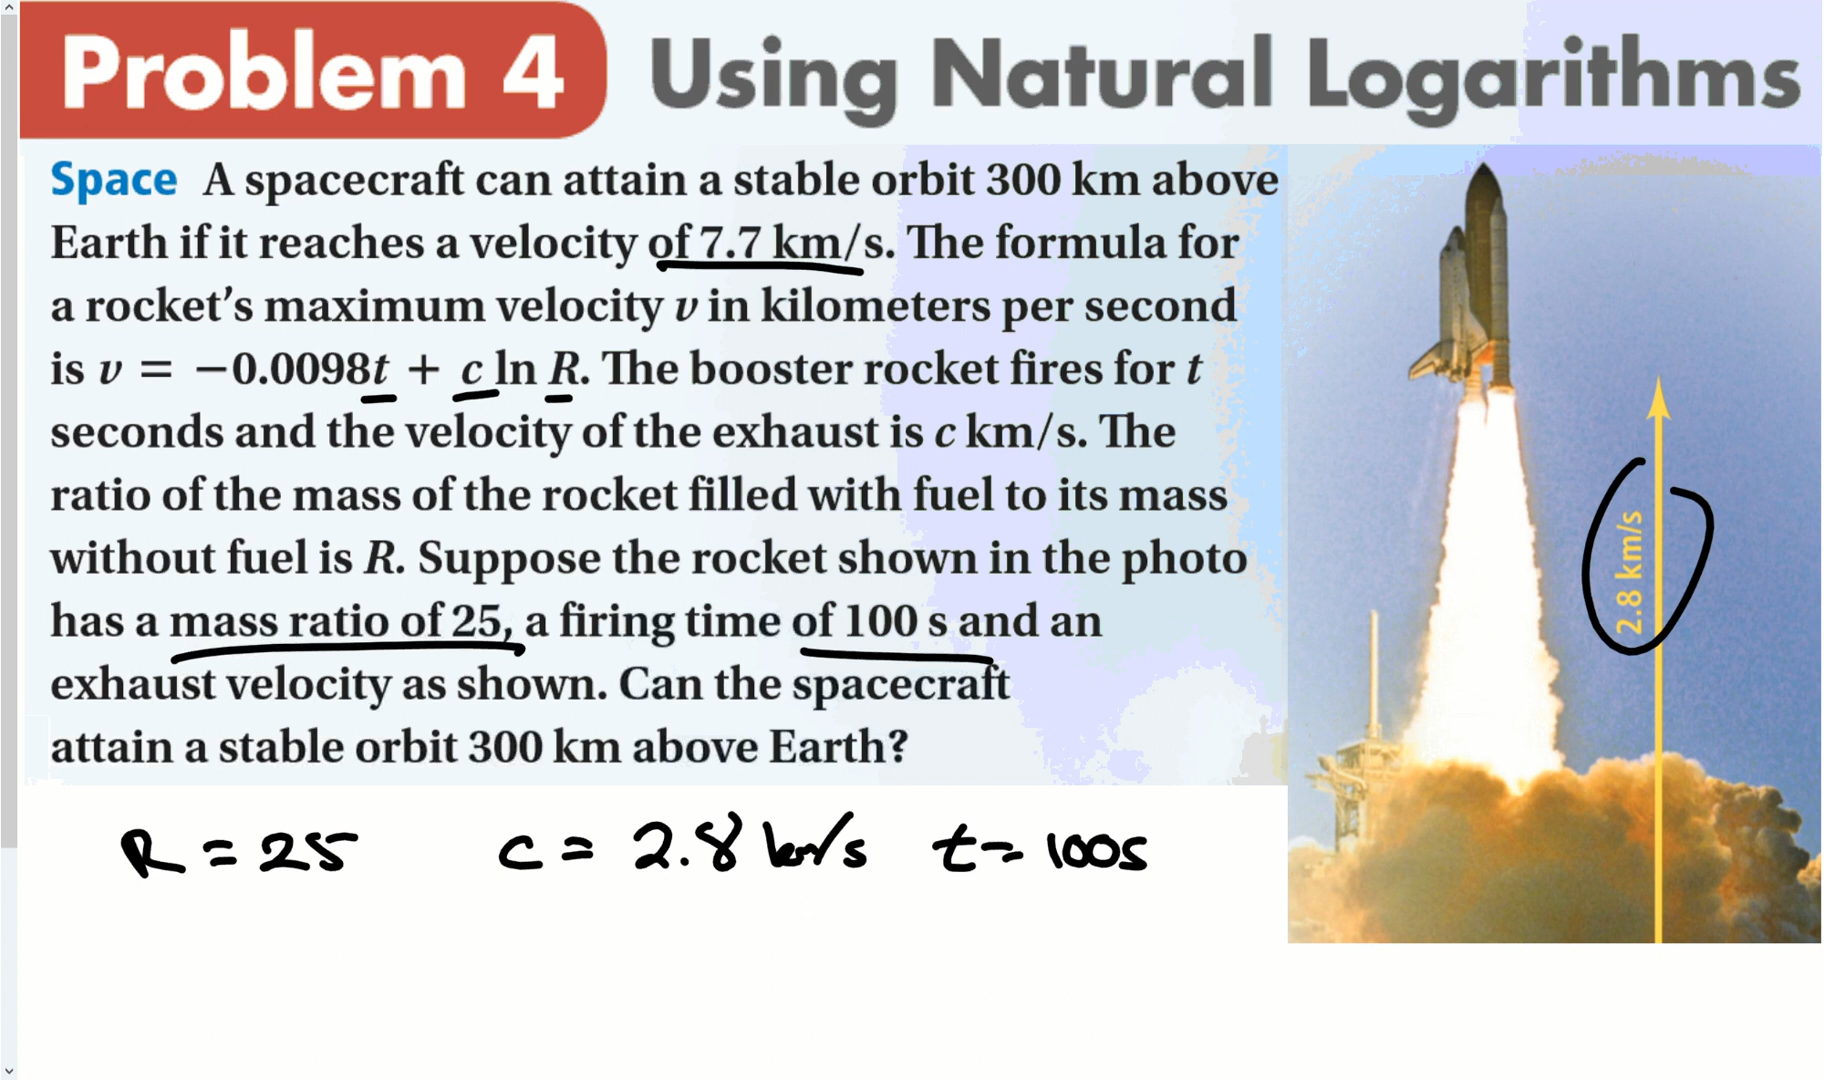 Problem 4 Using Natural Logarithms
Space A spacecraft can attain a stable orbit 300 km above
Earth if it reaches a velocity of 7.7 km/s. The formula for
a rocket's maximum velocity v in kilometers per second
is v = −0.0098t + c ln R. The booster rocket fires for t
seconds and the velocity of the exhaust is c km/s. The
ratio of the mass of the rocket filled with fuel to its mass
without fuel is R. Suppose the rocket shown in the photo
has a mass ratio of 25, a firing time of 100 s and an
exhaust velocity as shown. Can the spacecraft
attain a stable orbit 300 km above Earth?
2.8 km/s
R = 25 c = 2.8 km/s t = 100s